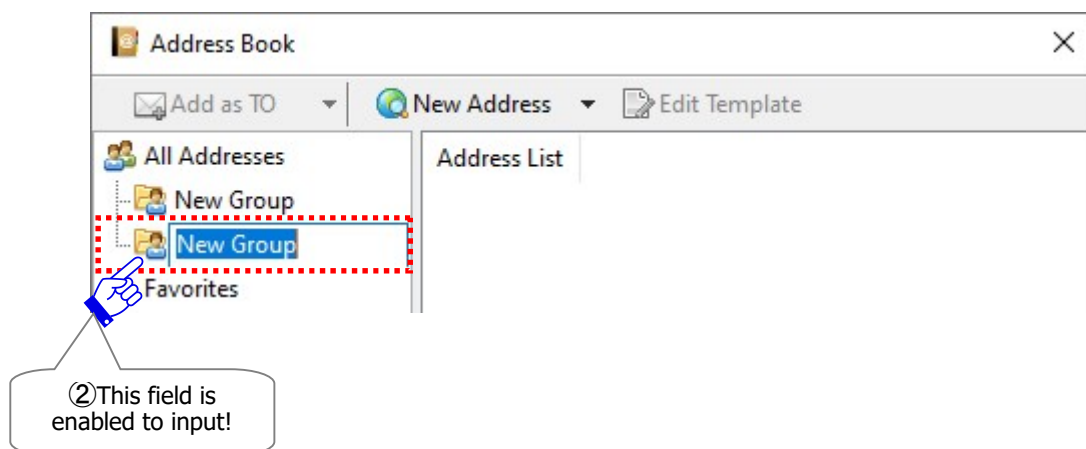 Address Book
Add as TO New Address Edit Template
All Addresses
Address List
New Group
New Group
Favorites
②This field is
enabled to input!